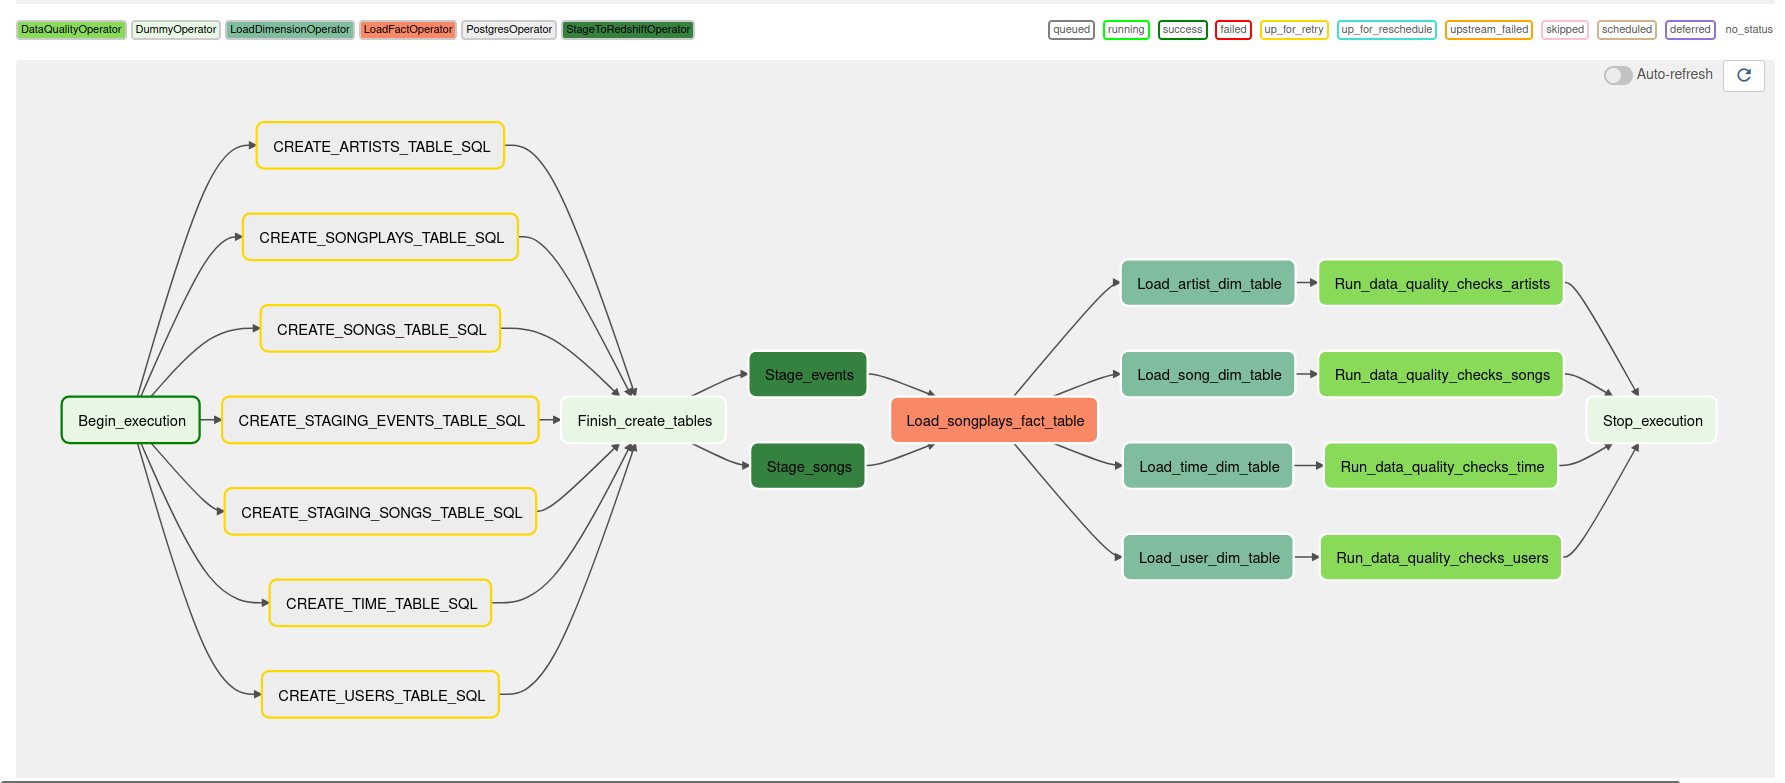 DataQualityOperator DummyOperator LoadDimensionOperator LoadFactOperator PostgresOperator StageToRedshiftOperator queued running success failed up_for_retry up_for_reschedule upstream_failed skipped scheduled deferred no_status
Auto-refresh
CREATE_ARTISTS_TABLE_SQL
CREATE_SONGPLAYS_TABLE_SQL
CREATE_SONGS_TABLE_SQL
Begin_execution
CREATE_STAGING_EVENTS_TABLE_SQL
CREATE_STAGING_SONGS_TABLE_SQL
CREATE_TIME_TABLE_SQL
CREATE_USERS_TABLE_SQL
Finish_create_tables
Stage_events
Stage_songs
Load_songplays_fact_table
Load_artist_dim_table
Load_song_dim_table
Load_time_dim_table
Load_user_dim_table
Run_data_quality_checks_artists
Run_data_quality_checks_songs
Run_data_quality_checks_time
Run_data_quality_checks_users
Stop_execution